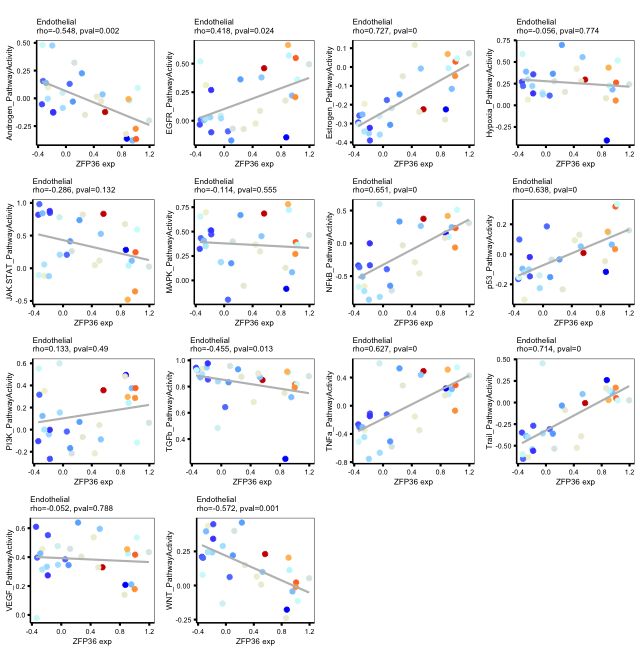 Endothelial
rho=-0.548, pval=0.002
Androgen_PathwayActivity
0.50
0.25
0.00
-0.25
-0.4 0.0 0.4 0.8 1.2
ZFP36 exp
Endothelial
rho=0.418, pval=0.024
EGFR_PathwayActivity
0.50
0.25
0.00
-0.4 0.0 0.4 0.8 1.2
ZFP36 exp
Endothelial
rho=0.727, pval=0
Estrogen_PathwayActivity
0.1
0.0
-0.1
-0.2
-0.3
-0.4
-0.4 0.0 0.4 0.8 1.2
ZFP36 exp
Endothelial
rho=-0.056, pval=0.774
Hypoxia_PathwayActivity
0.75
0.50
0.25
0.00
-0.25
-0.4 0.0 0.4 0.8 1.2
ZFP36 exp
Endothelial
rho=-0.286, pval=0.132
JAK-STAT_PathwayActivity
1.0
0.5
0.0
-0.5
-0.4 0.0 0.4 0.8 1.2
ZFP36 exp
Endothelial
rho=-0.114, pval=0.555
MAPK_PathwayActivity
0.75
0.50
0.25
0.00
-0.4 0.0 0.4 0.8 1.2
ZFP36 exp
Endothelial
rho=0.651, pval=0
NFkB_PathwayActivity
0.5
0.0
-0.5
-0.4 0.0 0.4 0.8 1.2
ZFP36 exp
Endothelial
rho=0.638, pval=0
p53_PathwayActivity
0.2
0.0
-0.2
-0.4 0.0 0.4 0.8 1.2
ZFP36 exp
Endothelial
rho=0.133, pval=0.49
PI3K_PathwayActivity
0.6
0.4
0.2
0.0
-0.2
-0.4 0.0 0.4 0.8 1.2
ZFP36 exp
Endothelial
rho=-0.455, pval=0.013
TGFb_PathwayActivity
1.0
0.8
0.6
0.4
-0.4 0.0 0.4 0.8 1.2
ZFP36 exp
Endothelial
rho=0.627, pval=0
TNFa_PathwayActivity
0.4
0.0
-0.4
-0.8
-0.4 0.0 0.4 0.8 1.2
ZFP36 exp
Endothelial
rho=0.714, pval=0
Trail_PathwayActivity
0.50
0.25
0.00
-0.25
-0.50
-0.4 0.0 0.4 0.8 1.2
ZFP36 exp
Endothelial
rho=-0.052, pval=0.788
VEGF_PathwayActivity
0.6
0.4
0.2
0.0
-0.4 0.0 0.4 0.8 1.2
ZFP36 exp
Endothelial
rho=-0.572, pval=0.001
WNT_PathwayActivity
0.25
0.00
-0.25
-0.4 0.0 0.4 0.8 1.2
ZFP36 exp